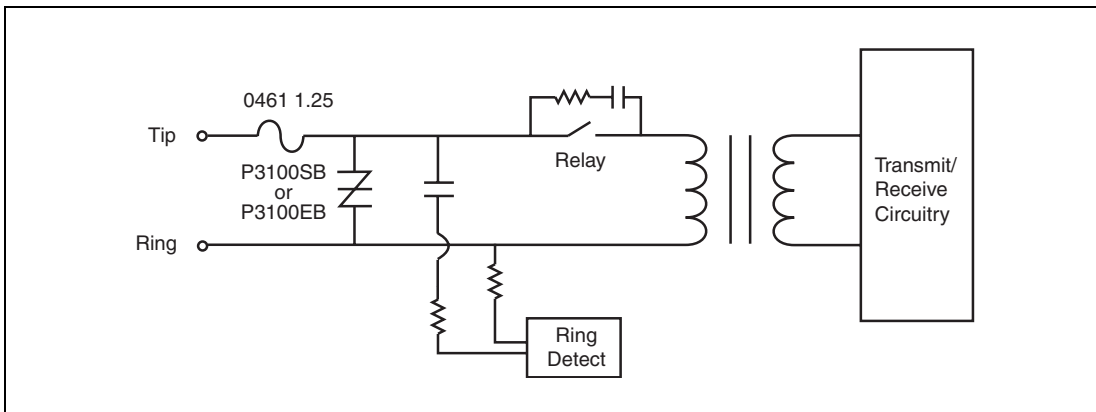 0461 1.25
Tip
P3100SB
or
P3100EB
Ring
Relay
Transmit/
Receive
Circuitry
Ring
Detect